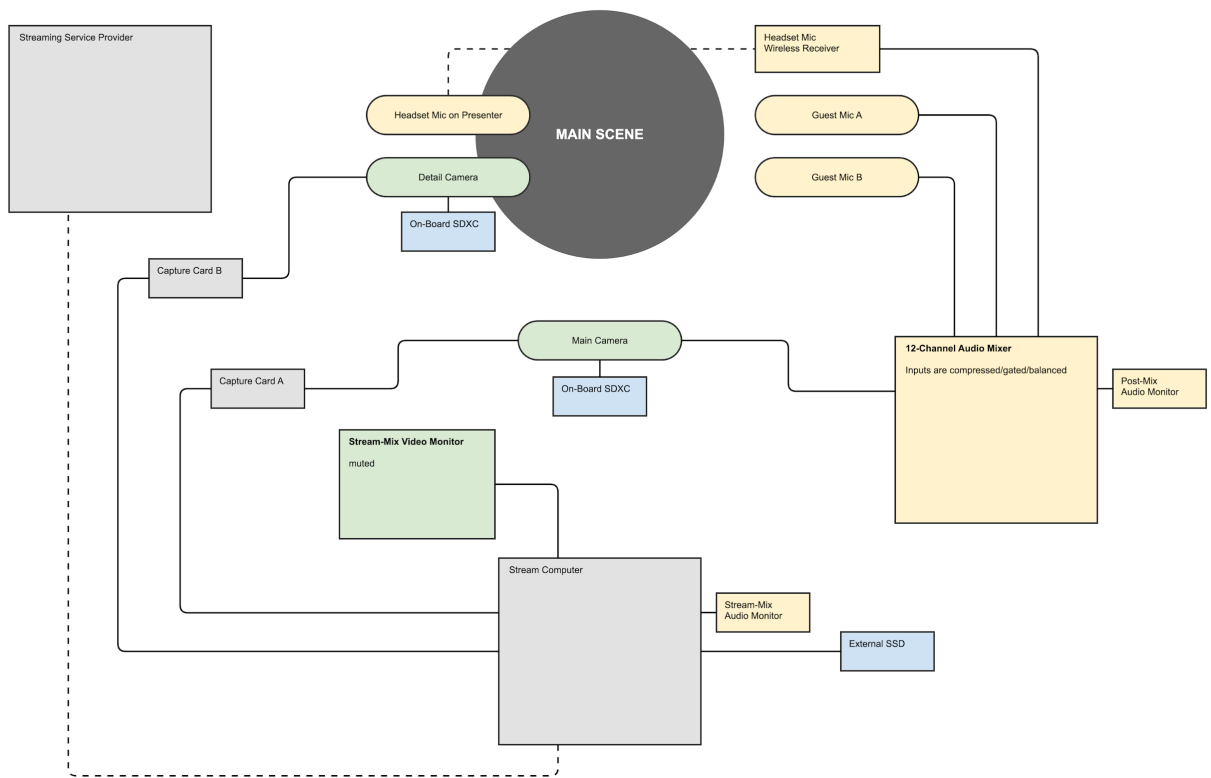 Streaming Service Provider
Headset Mic
Wireless Receiver
Headset Mic on Presenter
MAIN SCENE
Guest Mic A
Detail Camera
Guest Mic B
On-Board SDXC
Capture Card B
Main Camera
12-Channel Audio Mixer
Inputs are compressed/gated/balanced
Capture Card A
On-Board SDXC
Post-Mix
Audio Monitor
Stream-Mix Video Monitor
muted
Stream Computer
Stream-Mix
Audio Monitor
External SSD